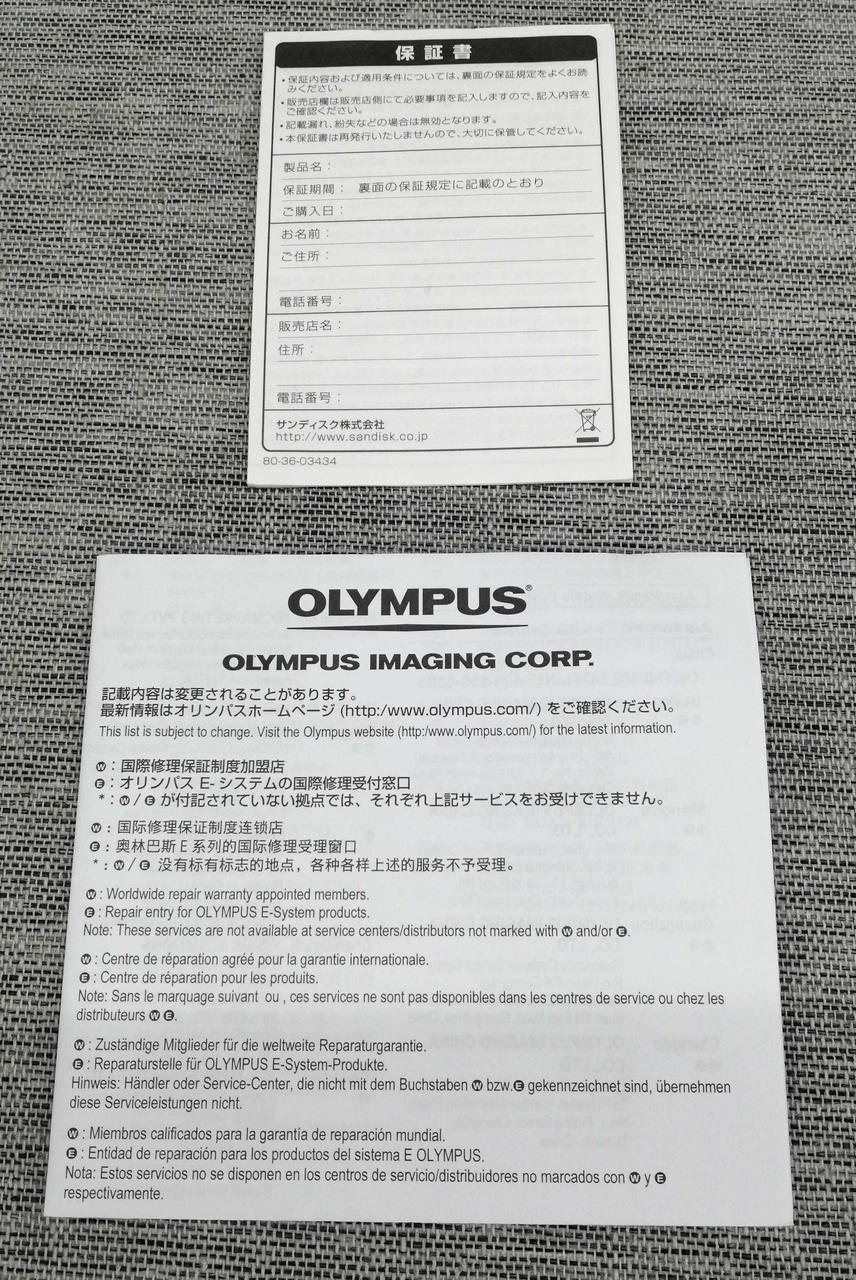 保証書
・保証内容および適用条件については、裏面の保証規定をよくお読
みください。
・販売店欄は販売店側にて必要事項を記入しますので、記入内容を
ご確認ください。
・記載漏れ、紛失などの場合は無効となります。
・本保証書は再発行いたしませんので、大切に保管してください。
製品名：
保証期間： 裏面の保証規定に記載のとおり
ご購入日：
お名前：
ご住所：
電話番号：
販売店名：
住所：
電話番号：
サンディスク株式会社
http://www.sandisk.co.jp
80-36-03434
OLYMPUS®
OLYMPUS IMAGING CORP.
記載内容は変更されることがあります。
最新情報はオリンパスホームページ (http:/www.olympus.com/) をご確認ください。
This list is subject to change. Visit the Olympus website (http:/www.olympus.com/) for the latest information.
Ⓦ：国際修理保証制度加盟店
Ⓔ：オリンパス E- システムの国際修理受付窓口
*：Ⓦ / Ⓔ が付記されていない拠点では、それぞれ上記サービスをお受けできません。
Ⓦ：国际修理保证制度连锁店
Ⓔ：奥林巴斯 E 系列的国际修理受理窗口
*：Ⓦ / Ⓔ 没有标有标志的地点，各种各样上述的服务不予受理。
Ⓦ : Worldwide repair warranty appointed members.
Ⓔ : Repair entry for OLYMPUS E-System products.
Note: These services are not available at service centers/distributors not marked with Ⓦ and/or Ⓔ.
Ⓦ : Centre de réparation agréé pour la garantie internationale.
Ⓔ : Centre de réparation pour les produits.
Note: Sans le marquage suivant ou , ces services ne sont pas disponibles dans les centres de service ou chez les
distributeurs Ⓦ Ⓔ.
Ⓦ : Zuständige Mitglieder für die weltweite Reparaturgarantie.
Ⓔ : Reparaturstelle für OLYMPUS E-System-Produkte.
Hinweis: Händler oder Service-Center, die nicht mit dem Buchstaben Ⓦ bzw.Ⓔ gekennzeichnet sind, übernehmen
diese Serviceleistungen nicht.
Ⓦ : Miembros calificados para la garantía de reparación mundial.
Ⓔ : Entidad de reparación para los productos del sistema E OLYMPUS.
Nota: Estos servicios no se disponen en los centros de servicio/distribuidores no marcados con Ⓦ y Ⓔ
respectivamente.